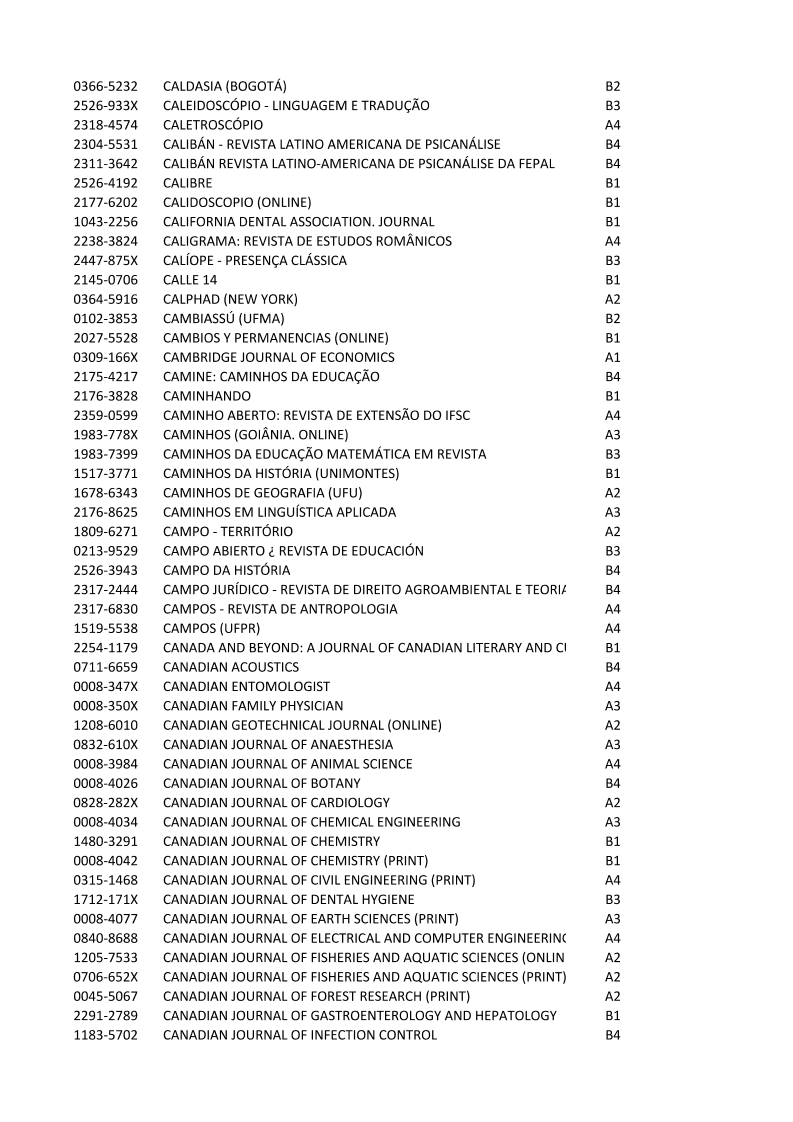 0366-5232 CALDASIA (BOGOTÁ) B2
2526-933X CALEIDOSCÓPIO - LINGUAGEM E TRADUÇÃO B3
2318-4574 CALETROSCÓPIO A4
2304-5531 CALIBÁN - REVISTA LATINO AMERICANA DE PSICANÁLISE B4
2311-3642 CALIBÁN REVISTA LATINO-AMERICANA DE PSICANÁLISE DA FEPAL B4
2526-4192 CALIBRE B1
2177-6202 CALIDOSCOPIO (ONLINE) B1
1043-2256 CALIFORNIA DENTAL ASSOCIATION. JOURNAL B1
2238-3824 CALIGRAMA: REVISTA DE ESTUDOS ROMÂNICOS A4
2447-875X CALÍOPE - PRESENÇA CLÁSSICA B3
2145-0706 CALLE 14 B1
0364-5916 CALPHAD (NEW YORK) A2
0102-3853 CAMBIASSÚ (UFMA) B2
2027-5528 CAMBIOS Y PERMANENCIAS (ONLINE) B1
0309-166X CAMBRIDGE JOURNAL OF ECONOMICS A1
2175-4217 CAMINE: CAMINHOS DA EDUCAÇÃO B4
2176-3828 CAMINHANDO B1
2359-0599 CAMINHO ABERTO: REVISTA DE EXTENSÃO DO IFSC A4
1983-778X CAMINHOS (GOIÂNIA. ONLINE) A3
1983-7399 CAMINHOS DA EDUCAÇÃO MATEMÁTICA EM REVISTA B3
1517-3771 CAMINHOS DA HISTÓRIA (UNIMONTES) B1
1678-6343 CAMINHOS DE GEOGRAFIA (UFU) A2
2176-8625 CAMINHOS EM LINGUÍSTICA APLICADA A3
1809-6271 CAMPO - TERRITÓRIO A2
0213-9529 CAMPO ABIERTO ¿ REVISTA DE EDUCACIÓN B3
2526-3943 CAMPO DA HISTÓRIA B4
2317-2444 CAMPO JURÍDICO - REVISTA DE DIREITO AGROAMBIENTAL E TEORIA B4
2317-6830 CAMPOS - REVISTA DE ANTROPOLOGIA A4
1519-5538 CAMPOS (UFPR) A4
2254-1179 CANADA AND BEYOND: A JOURNAL OF CANADIAN LITERARY AND CU B1
0711-6659 CANADIAN ACOUSTICS B4
0008-347X CANADIAN ENTOMOLOGIST A4
0008-350X CANADIAN FAMILY PHYSICIAN A3
1208-6010 CANADIAN GEOTECHNICAL JOURNAL (ONLINE) A2
0832-610X CANADIAN JOURNAL OF ANAESTHESIA A3
0008-3984 CANADIAN JOURNAL OF ANIMAL SCIENCE A4
0008-4026 CANADIAN JOURNAL OF BOTANY B4
0828-282X CANADIAN JOURNAL OF CARDIOLOGY A2
0008-4034 CANADIAN JOURNAL OF CHEMICAL ENGINEERING A3
1480-3291 CANADIAN JOURNAL OF CHEMISTRY B1
0008-4042 CANADIAN JOURNAL OF CHEMISTRY (PRINT) B1
0315-1468 CANADIAN JOURNAL OF CIVIL ENGINEERING (PRINT) A4
1712-171X CANADIAN JOURNAL OF DENTAL HYGIENE B3
0008-4077 CANADIAN JOURNAL OF EARTH SCIENCES (PRINT) A3
0840-8688 CANADIAN JOURNAL OF ELECTRICAL AND COMPUTER ENGINEERING A4
1205-7533 CANADIAN JOURNAL OF FISHERIES AND AQUATIC SCIENCES (ONLIN A2
0706-652X CANADIAN JOURNAL OF FISHERIES AND AQUATIC SCIENCES (PRINT) A2
0045-5067 CANADIAN JOURNAL OF FOREST RESEARCH (PRINT) A2
2291-2789 CANADIAN JOURNAL OF GASTROENTEROLOGY AND HEPATOLOGY B1
1183-5702 CANADIAN JOURNAL OF INFECTION CONTROL B4